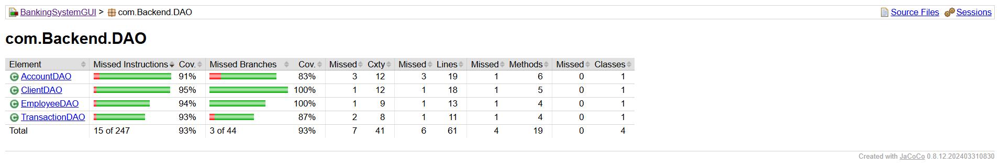 BankingSystemGUI > com.Backend.DAO Source Files Sessions
com.Backend.DAO
Element Missed Instructions Cov. Missed Branches Cov. Missed Cxty Missed Lines Missed Methods Missed Classes
AccountDAO 91% 83% 3 12 3 19 1 6 0 1
ClientDAO 95% 100% 1 12 1 18 1 5 0 1
EmployeeDAO 94% 100% 1 9 1 13 1 4 0 1
TransactionDAO 93% 87% 2 8 1 11 1 4 0 1
Total 15 of 247 93% 3 of 44 93% 7 41 6 61 4 19 0 4
Created with JaCoCo 0.8.12.202403310830